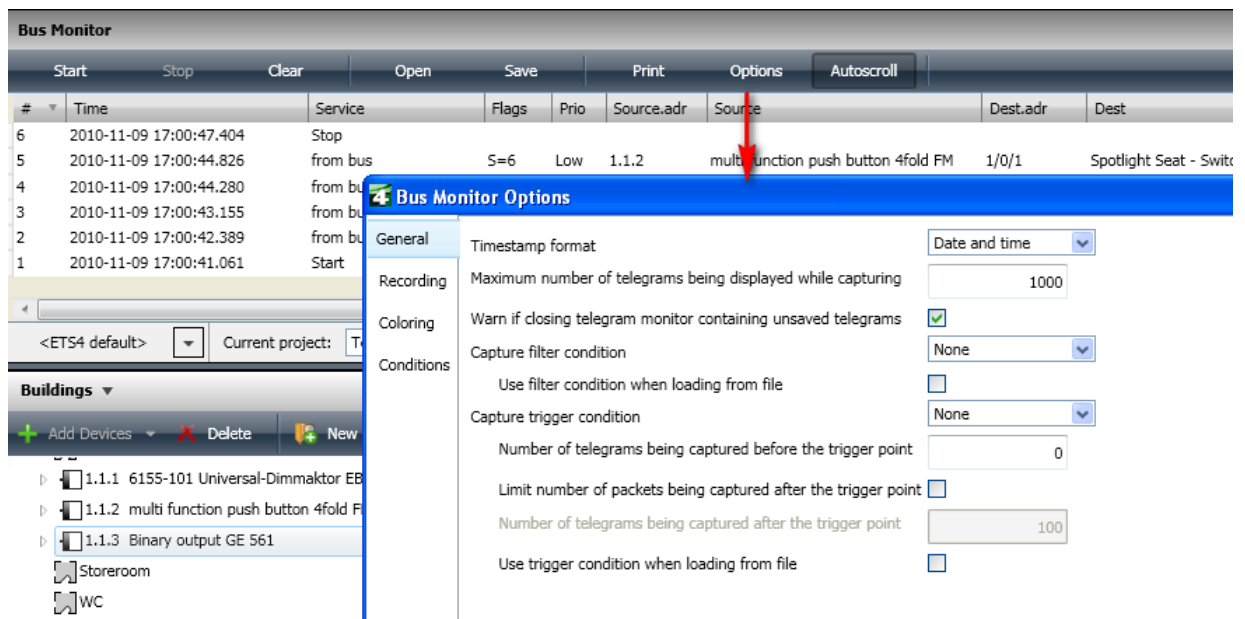 Bus Monitor
Start Stop Clear Open Save Print Options Autoscroll
# Time Service Flags Prio Source.adr Source Dest.adr Dest
6 2010-11-09 17:00:47.404 Stop
5 2010-11-09 17:00:44.826 from bus S=6 Low 1.1.2 multi function push button 4fold FM 1/0/1 Spotlight Seat - Switc
4 2010-11-09 17:00:44.280 from bu
3 2010-11-09 17:00:43.155 from bu
2 2010-11-09 17:00:42.389 from bu
1 2010-11-09 17:00:41.061 Start
<ETS4 default> Current project: Te
Buildings
Add Devices Delete New
1.1.1 6155-101 Universal-Dimmaktor EB
1.1.2 multi function push button 4fold F
1.1.3 Binary output GE 561
Storeroom
WC
4 Bus Monitor Options
General
Recording
Coloring
Conditions
Timestamp format Date and time
Maximum number of telegrams being displayed while capturing 1000
Warn if closing telegram monitor containing unsaved telegrams
Capture filter condition None
Use filter condition when loading from file
Capture trigger condition None
Number of telegrams being captured before the trigger point 0
Limit number of packets being captured after the trigger point
Number of telegrams being captured after the trigger point 100
Use trigger condition when loading from file